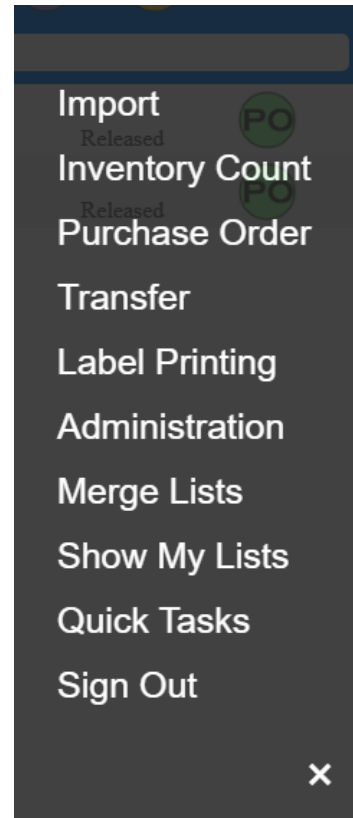 Import
PO
Released
Inventory Count
PO
Released
Purchase Order
Transfer
Label Printing
Administration
Merge Lists
Show My Lists
Quick Tasks
Sign Out
×